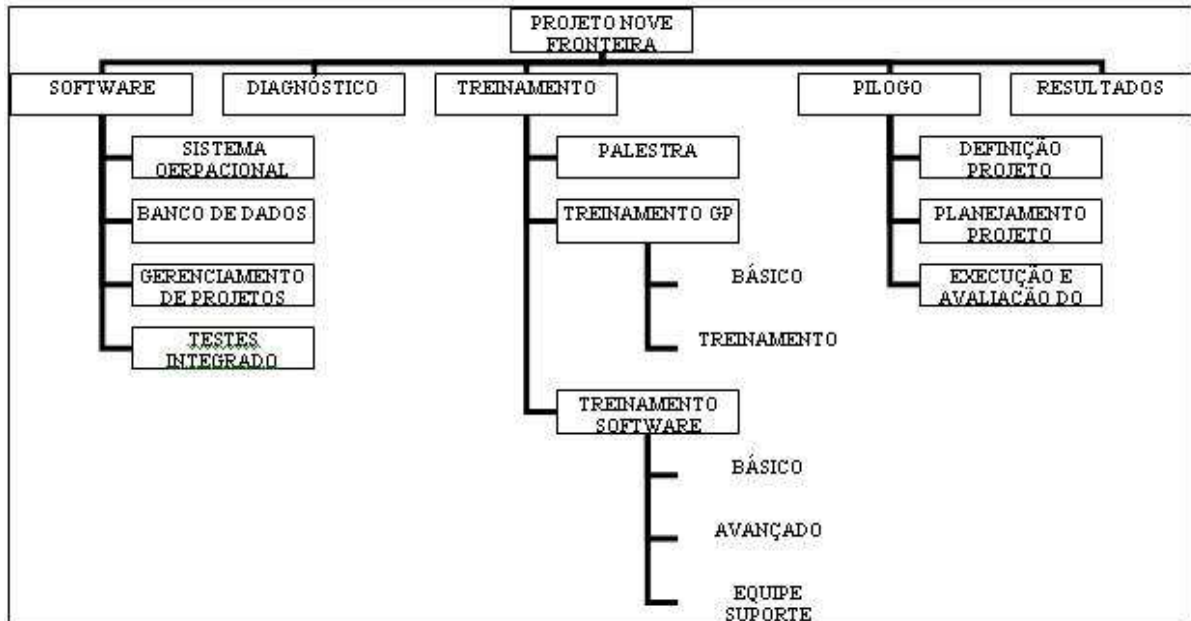 PROJETO NOVE
FRONTEIRA
SOFTWARE
DIAGNÓSTICO
TREINAMENTO
PILOGO
RESULTADOS
SISTEMA
OERPACIONAL
BANCO DE DADOS
GERENCIAMENTO
DE PROJETOS
TESTES
INTEGRADO
PALESTRA
TREINAMENTO GP
BÁSICO
TREINAMENTO
TREINAMENTO
SOFTWARE
BÁSICO
AVANÇADO
EQUIPE
SUPORTE
DEFINIÇÃO
PROJETO
PLANEJAMENTO
PROJETO
EXECUÇÃO E
AVALIAÇÃO DO